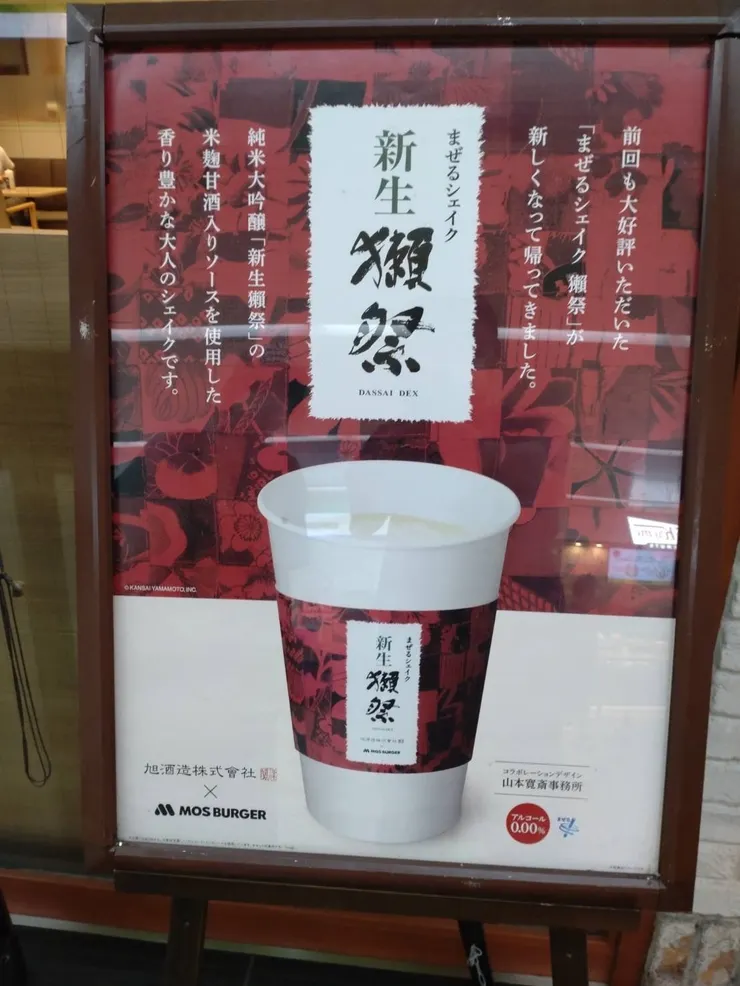 前回も大好評いただいた
「まぜるシェイク 獺祭」が
新しくなって帰ってきました。
まぜるシェイク
新生
獺祭
DASSAI DEX
純米大吟醸「新生獺祭」の
米麹甘酒入りソースを使用した
香り豊かな大人のシェイクです。
©KANSAI YAMAMOTO, INC.
まぜるシェイク
新生
獺祭
MOS BURGER
旭酒造株式會社
×
MOS BURGER
コラボレーションデザイン
山本寛斎事務所
アルコール
0.00%